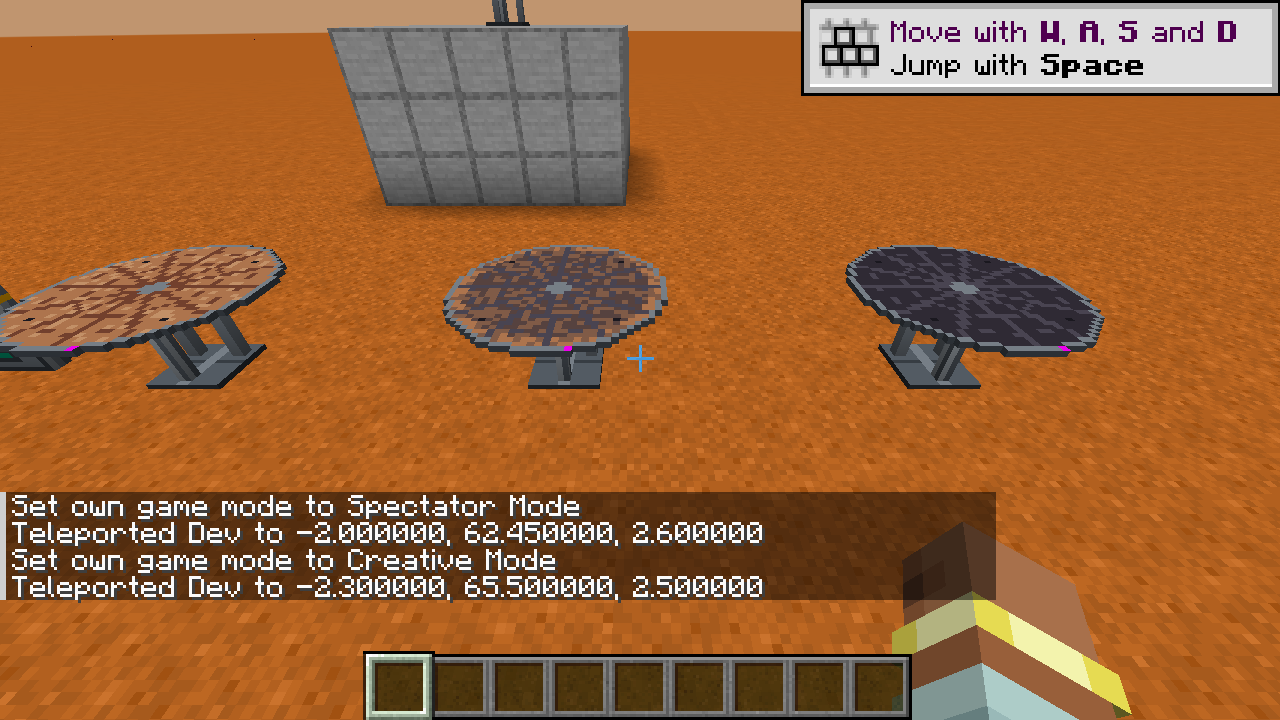 Move with W, A, S and D
Jump with Space
Set own game mode to Spectator Mode
Teleported Dev to -2.000000, 62.450000, 2.600000
Set own game mode to Creative Mode
Teleported Dev to -2.300000, 65.500000, 2.500000